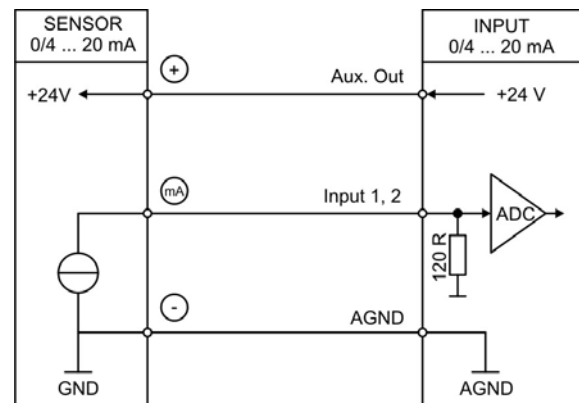 SENSOR
0/4 ... 20 mA
INPUT
0/4 ... 20 mA
+
Aux. Out
+24V
+24 V
mA
Input 1, 2
ADC
120 R
-
AGND
GND
AGND